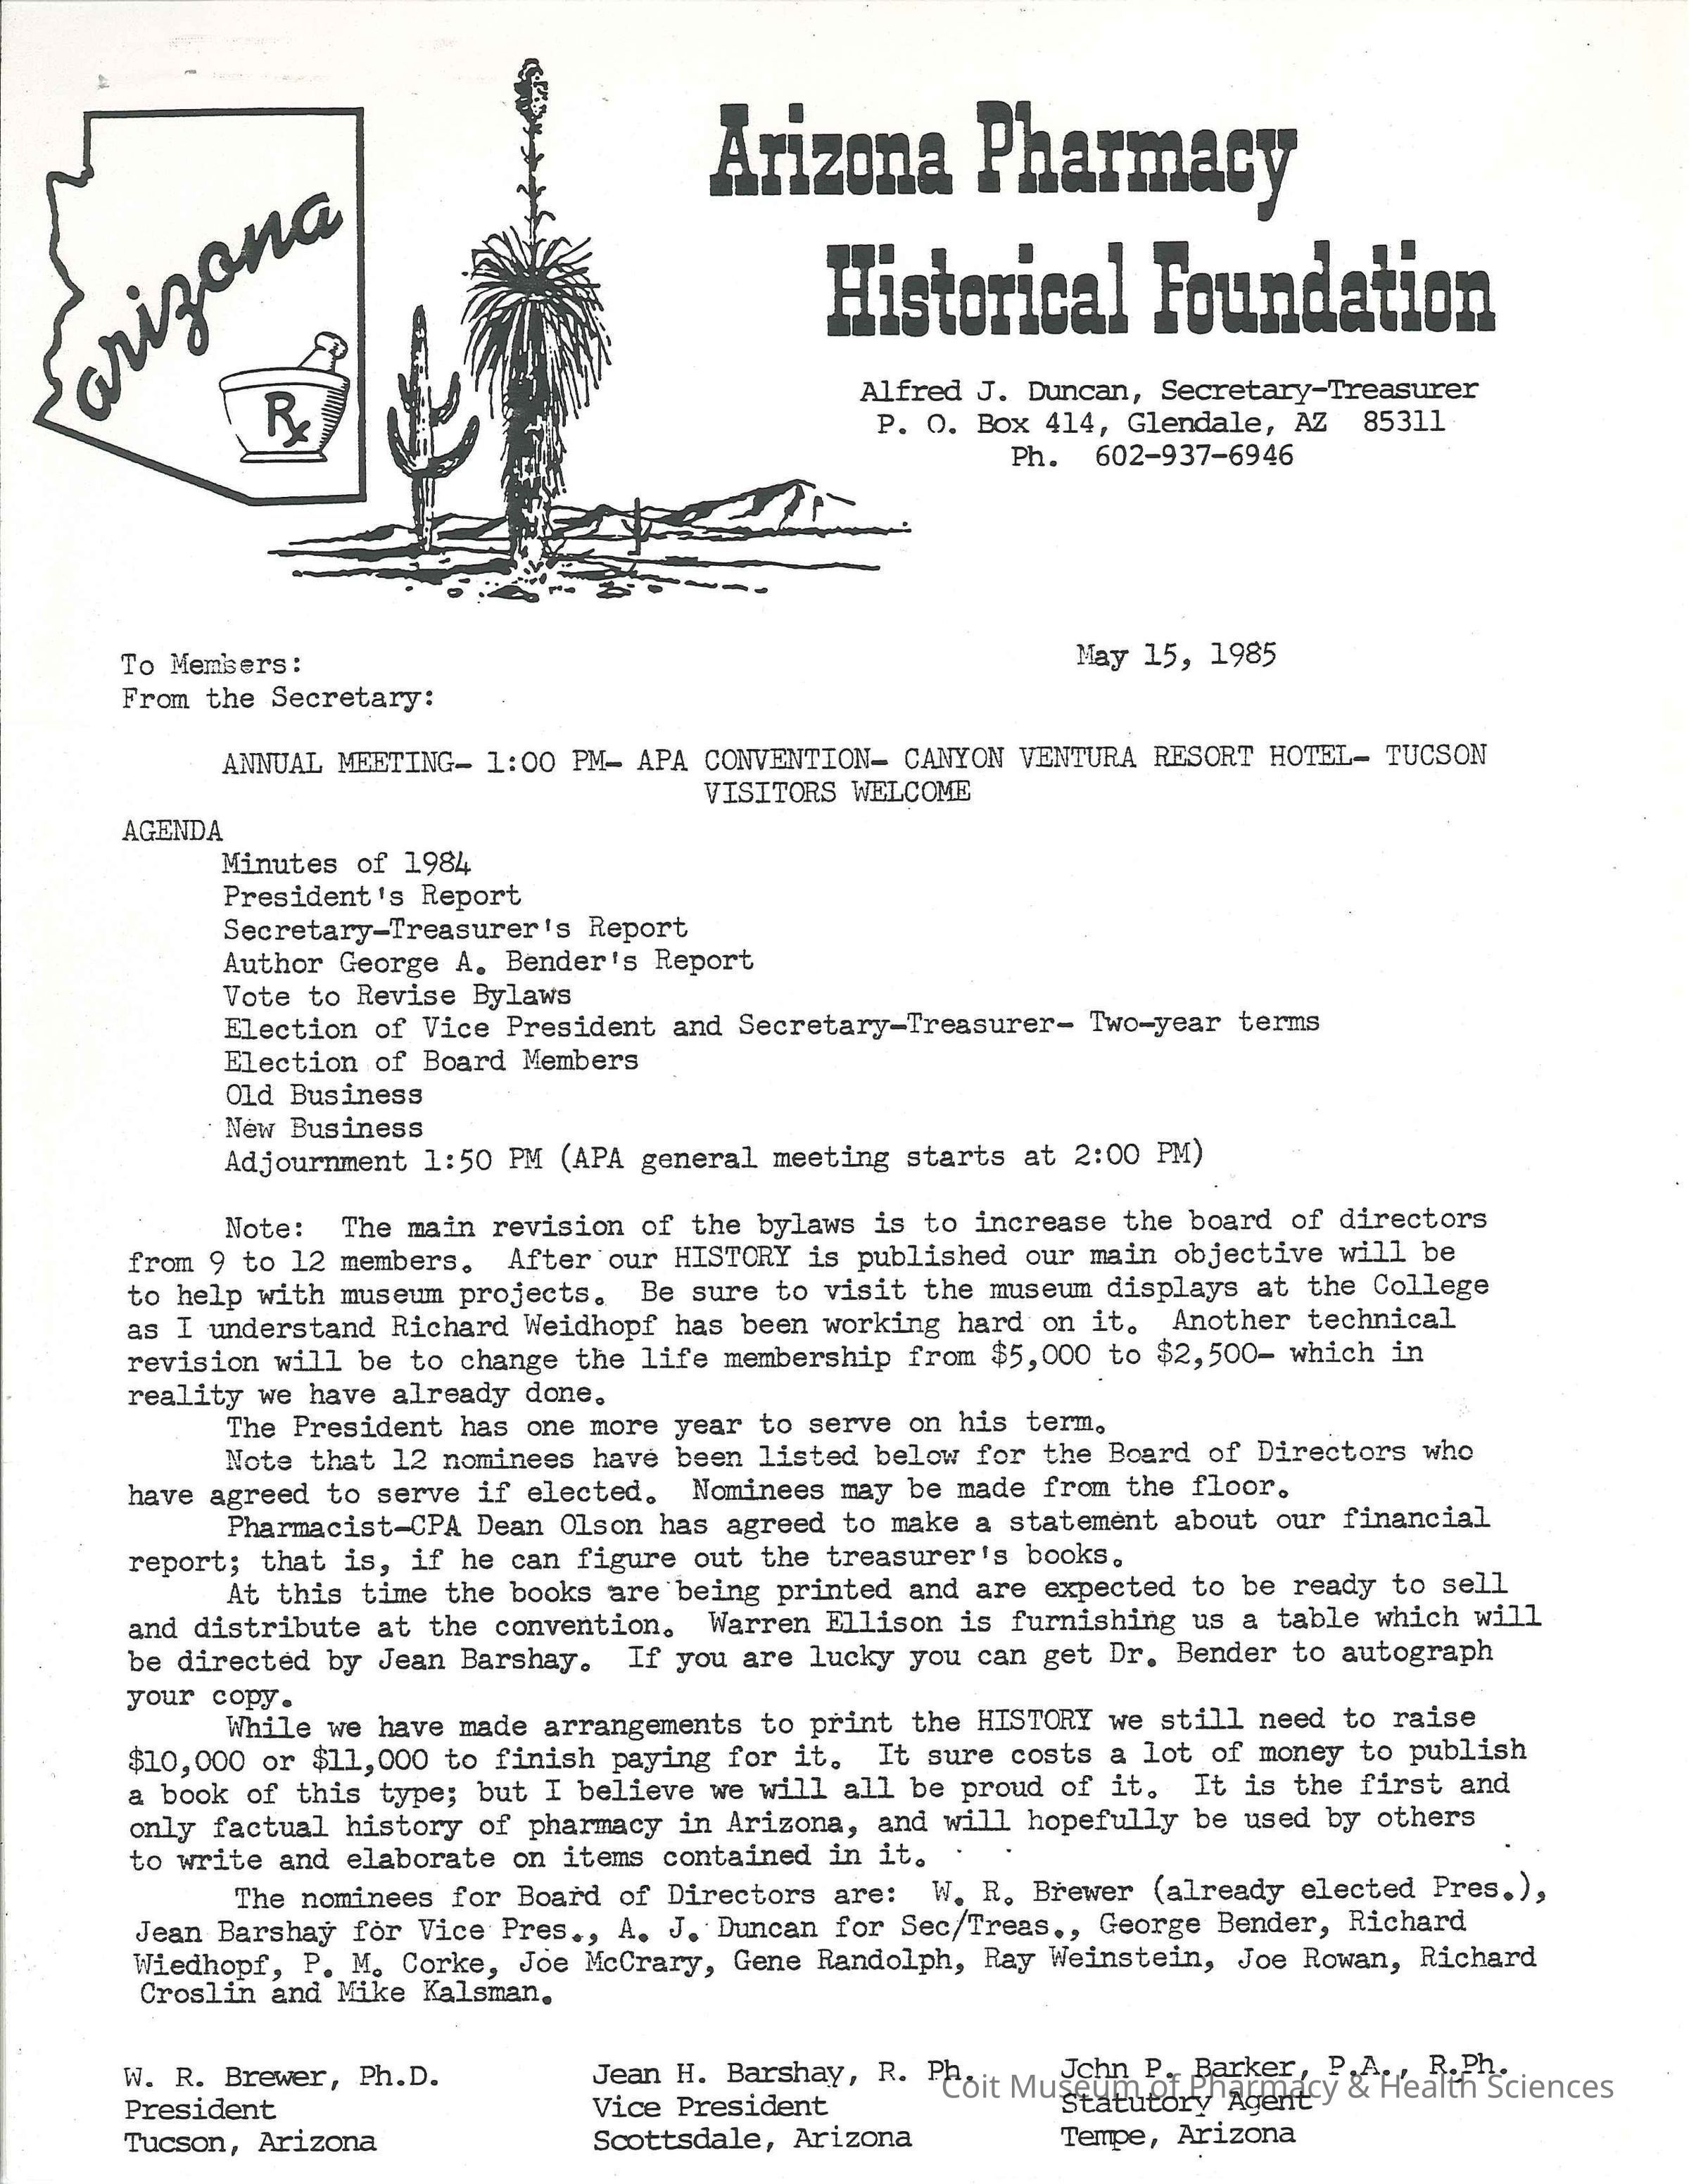 arizona
Rx
Arizona Pharmacy
Historical Foundation
Alfred J. Duncan, Secretary-Treasurer
P. O. Box 414, Glendale, AZ 85311
Ph. 602-937-6946
May 15, 1985
To Members:
From the Secretary:
ANNUAL MEETING- 1:00 PM- APA CONVENTION- CANYON VENTURA RESORT HOTEL- TUCSON
VISITORS WELCOME
AGENDA
Minutes of 1984
President's Report
Secretary-Treasurer's Report
Author George A. Bender's Report
Vote to Revise Bylaws
Election of Vice President and Secretary-Treasurer- Two-year terms
Election of Board Members
Old Business
New Business
Adjournment 1:50 PM (APA general meeting starts at 2:00 PM)
Note: The main revision of the bylaws is to increase the board of directors
from 9 to 12 members. After our HISTORY is published our main objective will be
to help with museum projects. Be sure to visit the museum displays at the College
as I understand Richard Weidhopf has been working hard on it. Another technical
revision will be to change the life membership from $5,000 to $2,500- which in
reality we have already done.
The President has one more year to serve on his term.
Note that 12 nominees have been listed below for the Board of Directors who
have agreed to serve if elected. Nominees may be made from the floor.
Pharmacist-CPA Dean Olson has agreed to make a statement about our financial
report; that is, if he can figure out the treasurer's books.
At this time the books are being printed and are expected to be ready to sell
and distribute at the convention. Warren Ellison is furnishing us a table which will
be directed by Jean Barshay. If you are lucky you can get Dr. Bender to autograph
your copy.
While we have made arrangements to print the HISTORY we still need to raise
$10,000 or $11,000 to finish paying for it. It sure costs a lot of money to publish
a book of this type; but I believe we will all be proud of it. It is the first and
only factual history of pharmacy in Arizona, and will hopefully be used by others
to write and elaborate on items contained in it.
The nominees for Board of Directors are: W. R. Brewer (already elected Pres.),
Jean Barshay for Vice Pres., A. J. Duncan for Sec/Treas., George Bender, Richard
Wiedhopf, P. M. Corke, Joe McCrary, Gene Randolph, Ray Weinstein, Joe Rowan, Richard
Croslin and Mike Kalsman.
W. R. Brewer, Ph.D.
President
Tucson, Arizona
Jean H. Barshay, R. Ph.
Vice President
Scottsdale, Arizona
John P. Barker, P.A., R.Ph.
Statutory Agent
Tempe, Arizona
Coit Museum of Pharmacy & Health Sciences